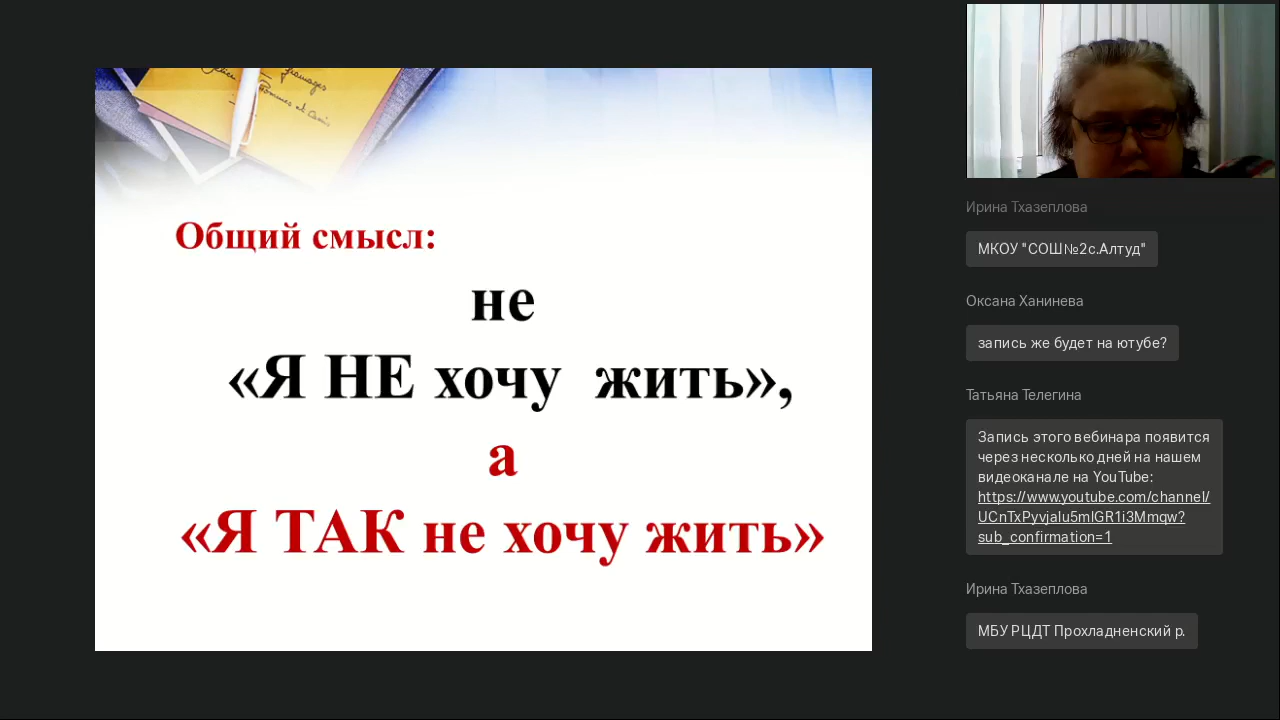 Общий смысл:
не
«Я НЕ хочу жить»,
а
«Я ТАК не хочу жить»
Ирина Тхазеплова
МКОУ "СОШ№2с.Алтуд"
Оксана Ханинева
запись же будет на ютубе?
Татьяна Телегина
Запись этого вебинара появится
через несколько дней на нашем
видеоканале на YouTube:
https://www.youtube.com/channel/
UCnTxPyvjalu5mlGR1i3Mmqw?
sub_confirmation=1
Ирина Тхазеплова
МБУ РЦДТ Прохладненский р.